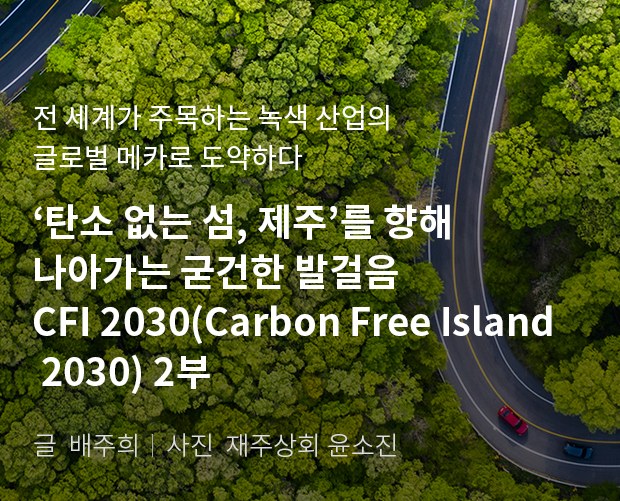 전 세계가 주목하는 녹색 산업의
글로벌 메카로 도약하다
‘탄소 없는 섬, 제주’를 향해
나아가는 굳건한 발걸음
CFI 2030(Carbon Free Island
2030) 2부
글 배주희 | 사진 재주상회 윤소진